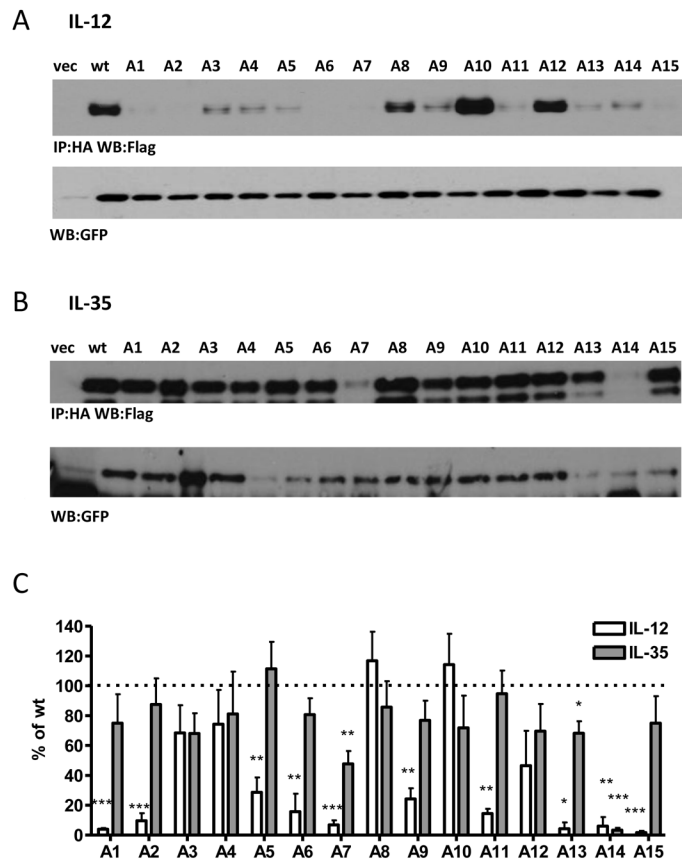 A IL-12
vec wt A1 A2 A3 A4 A5 A6 A7 A8 A9 A10 A11 A12 A13 A14 A15
IP:HA WB:Flag
WB:GFP
B IL-35
vec wt A1 A2 A3 A4 A5 A6 A7 A8 A9 A10 A11 A12 A13 A14 A15
IP:HA WB:Flag
WB:GFP
C
% of wt
140
120
100
80
60
40
20
0
IL-12
IL-35
*** *** ** ** *** ** ** ** * * ** *** ***
A1 A2 A3 A4 A5 A6 A7 A8 A9 A10 A11 A12 A13 A14 A15